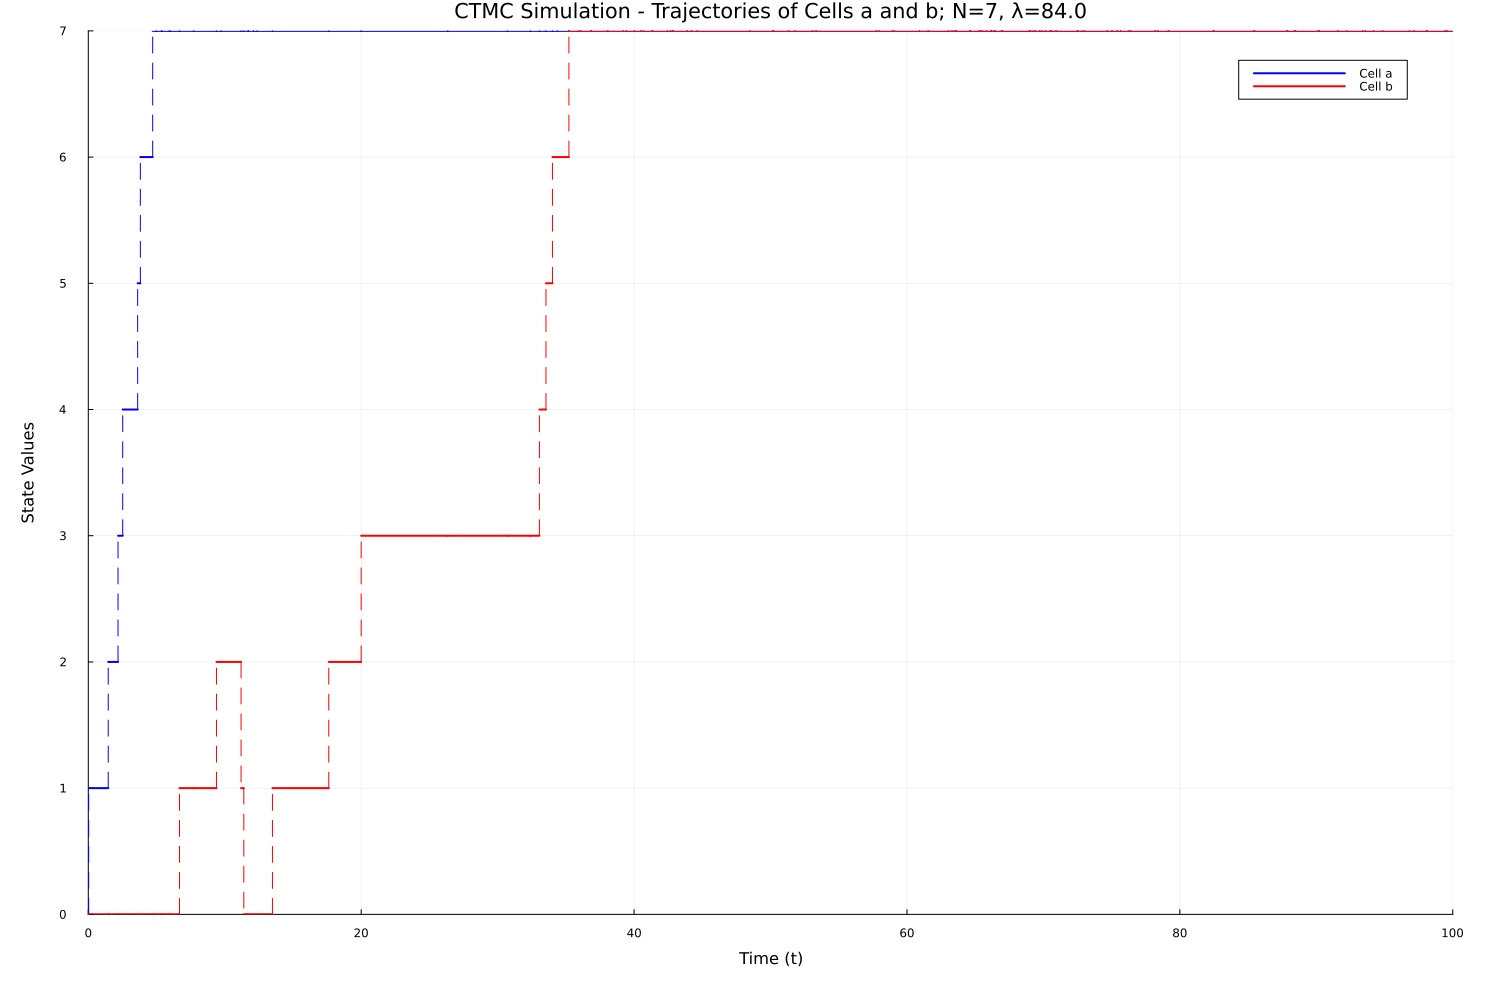 CTMC Simulation - Trajectories of Cells a and b; N=7, λ=84.0
7
6
5
4
3
2
1
0
State Values
Cell a
Cell b
0 20 40 60 80 100
Time (t)